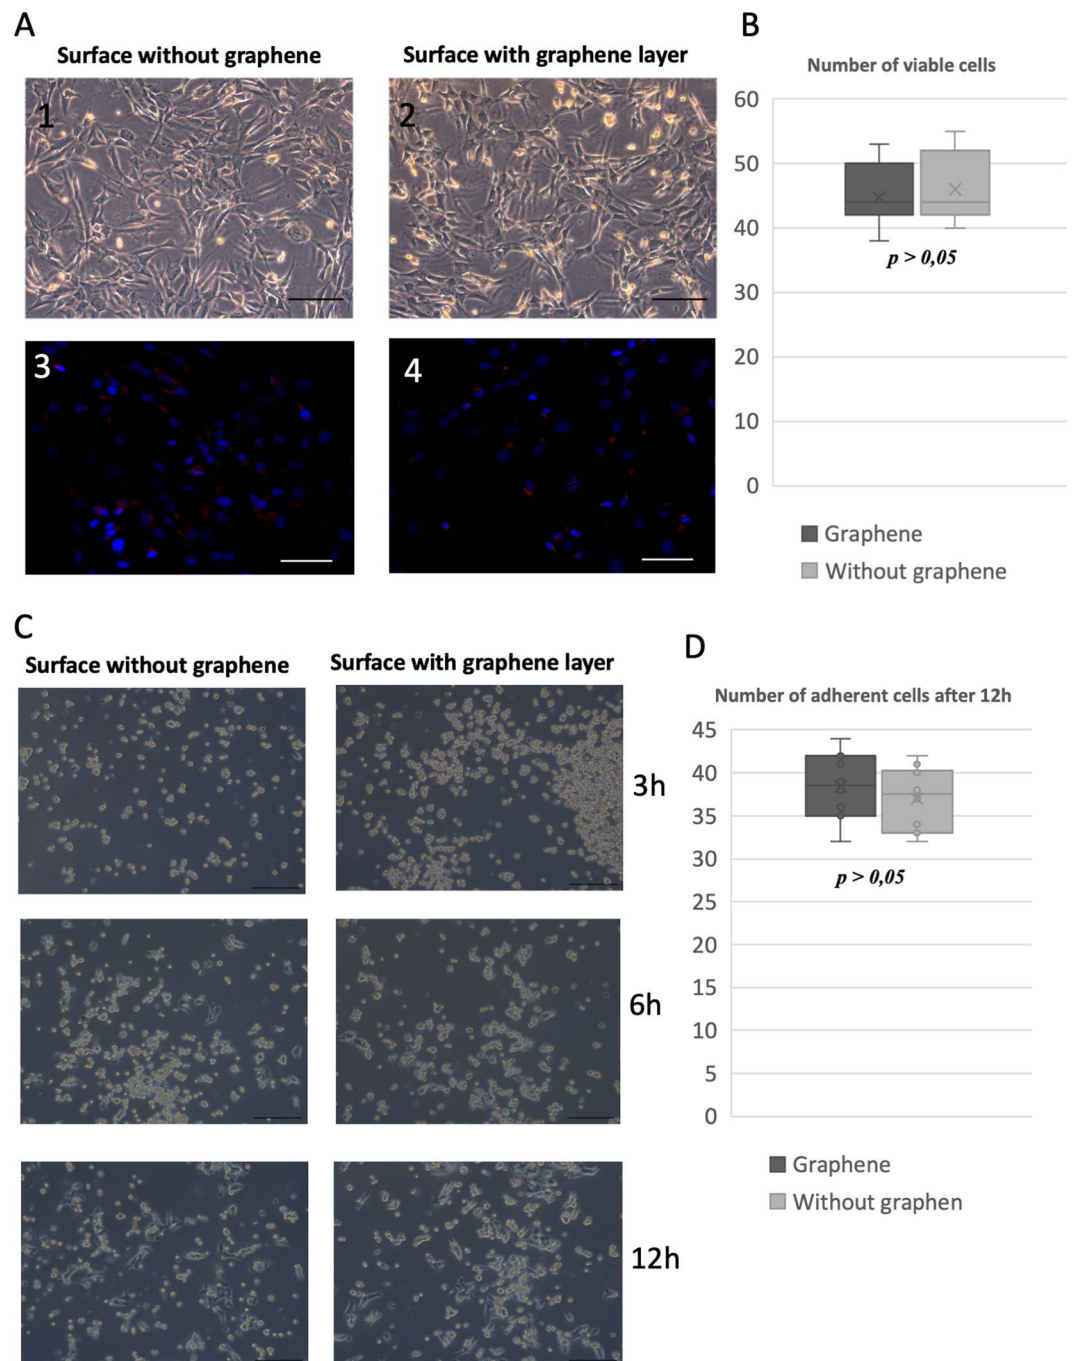 A
Surface without graphene
Surface with graphene layer
1
2
3
4
B
Number of viable cells
60
50
40
p > 0,05
30
20
10
0
Graphene
Without graphene
C
Surface without graphene
Surface with graphene layer
3h
6h
12h
D
Number of adherent cells after 12h
45
40
35
30
p > 0,05
25
20
15
10
5
0
Graphene
Without graphen